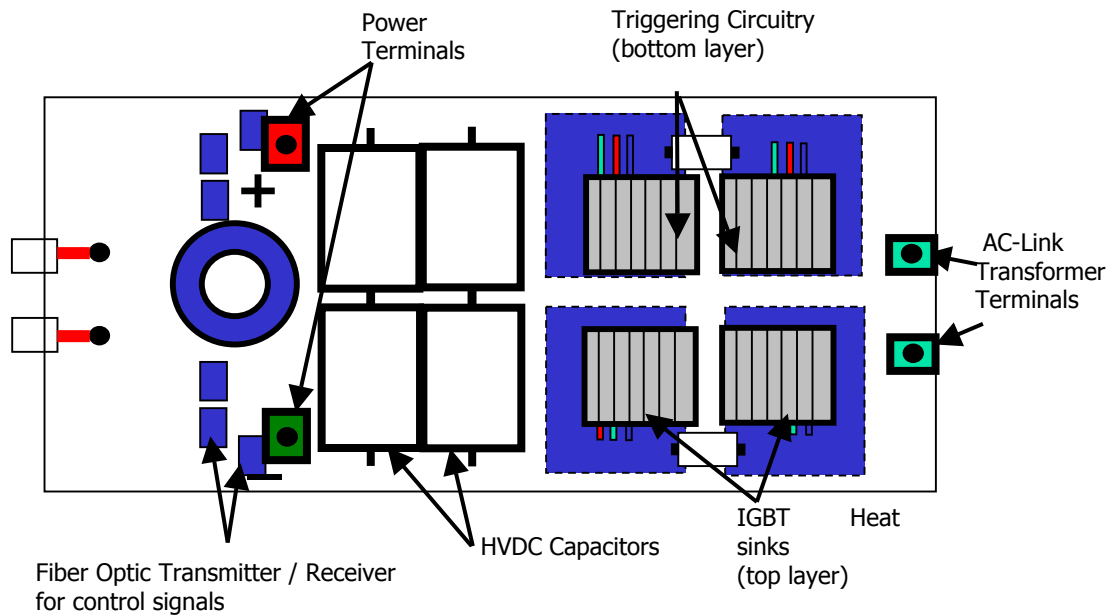 Power
Terminals
Triggering Circuitry
(bottom layer)
+
AC-Link
Transformer
Terminals
–
IGBT Heat
sinks
(top layer)
HVDC Capacitors
Fiber Optic Transmitter / Receiver
for control signals